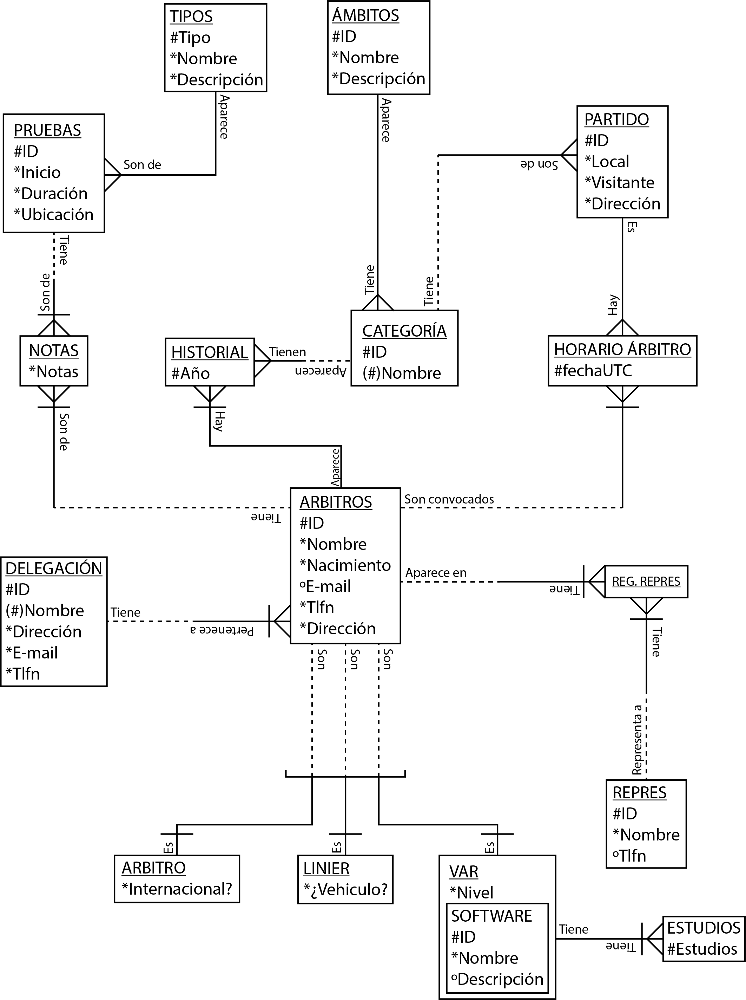 TIPOS
#Tipo
*Nombre
*Descripción
ÁMBITOS
#ID
*Nombre
*Descripción
Aparece
Aparece
PRUEBAS
#ID
*Inicio
*Duración
*Ubicación
Son de
PARTIDO
#ID
*Local
*Visitante
*Dirección
Son de
Es
Tiene
Son de
Tiene
Tiene
Hay
NOTAS
*Notas
HISTORIAL
#Año
Tienen
Aparecen
CATEGORÍA
#ID
(#)Nombre
HORARIO ÁRBITRO
#fechaUTC
Son de
Hay
Aparece
Tiene
ARBITROS
#ID
*Nombre
*Nacimiento
ºE-mail
*Tlfn
*Dirección
Son convocados
DELEGACIÓN
#ID
(#)Nombre
*Dirección
*E-mail
*Tlfn
Tiene
Pertenece a
Aparece en
Tiene
REG. REPRES
Tiene
Son
Son
Son
Representa a
REPRES
#ID
*Nombre
ºTlfn
Es
Es
Es
ARBITRO
*Internacional?
LINIER
*¿Vehiculo?
VAR
*Nivel
SOFTWARE
#ID
*Nombre
ºDescripción
Tiene
Tiene
ESTUDIOS
#Estudios